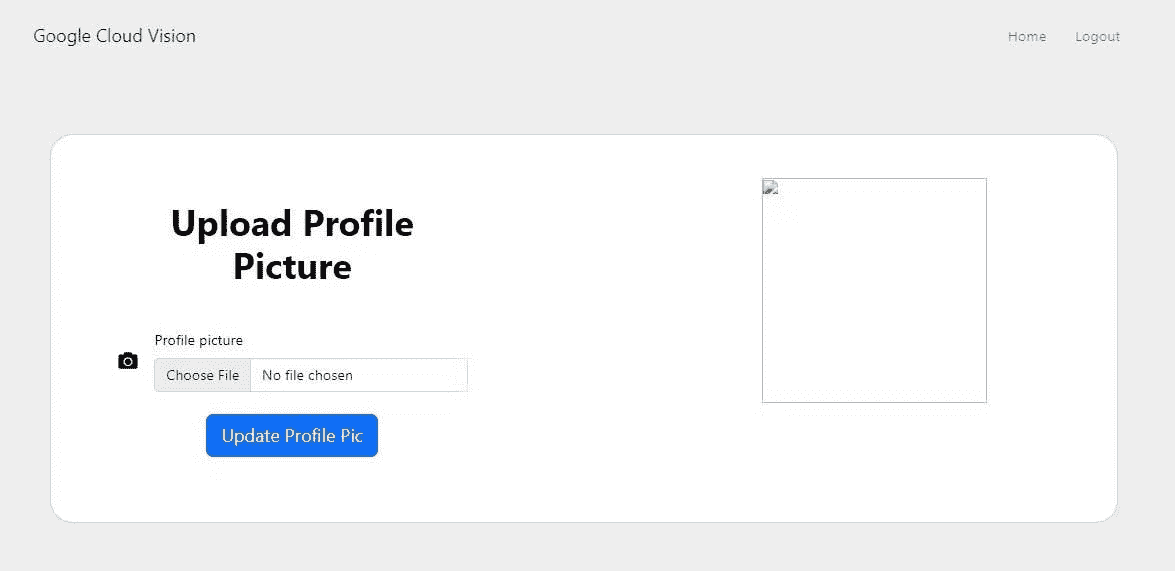 Google Cloud Vision
Home
Logout
Upload Profile
Picture
Profile picture
Choose File
No file chosen
Update Profile Pic